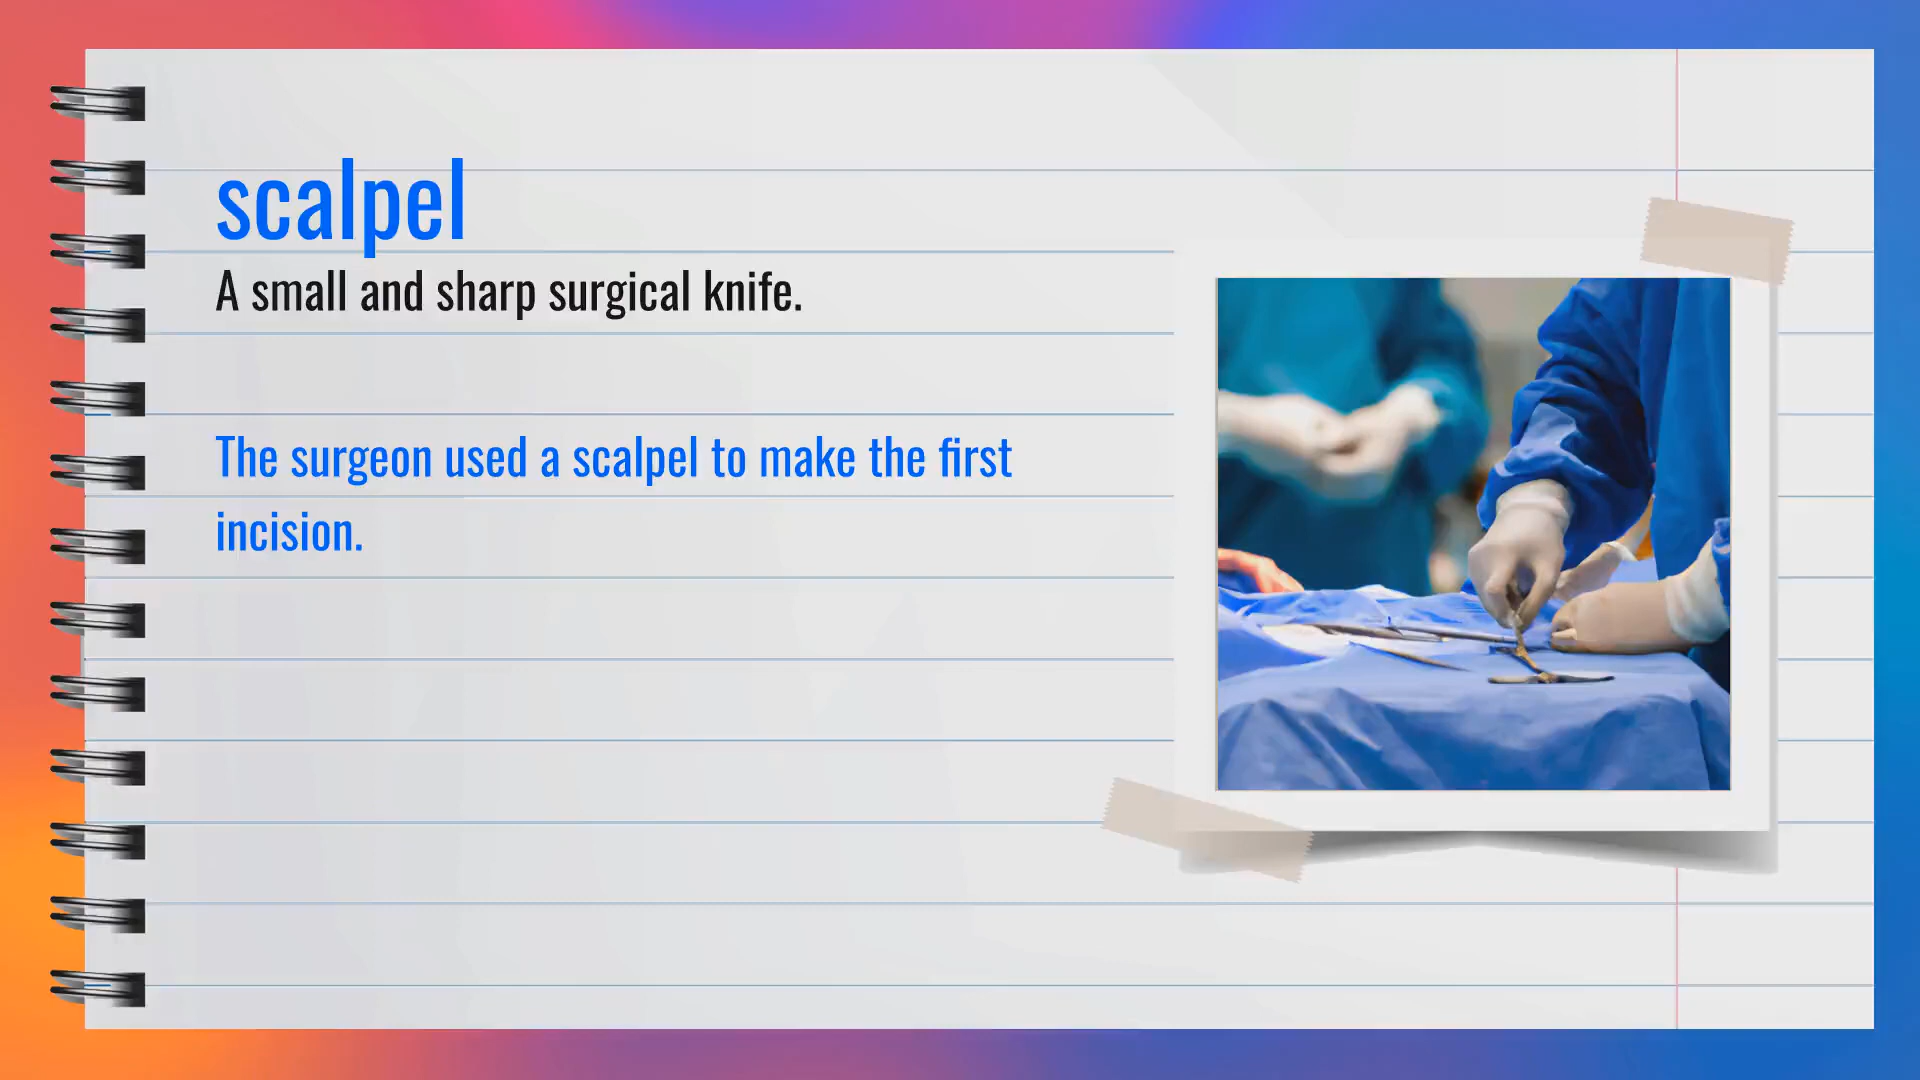 scalpel
A small and sharp surgical knife.
The surgeon used a scalpel to make the first
incision.